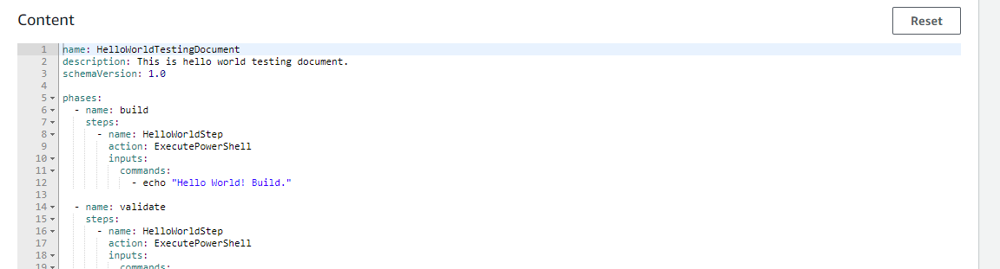 Content
Reset
1 name: HelloWorldTestingDocument
2 description: This is hello world testing document.
3 schemaVersion: 1.0
4
5 phases:
6 - name: build
7 steps:
8 - name: HelloWorldStep
9 action: ExecutePowerShell
10 inputs:
11 commands:
12 - echo "Hello World! Build."
13
14 - name: validate
15 steps:
16 - name: HelloWorldStep
17 action: ExecutePowerShell
18 inputs:
19 commands: